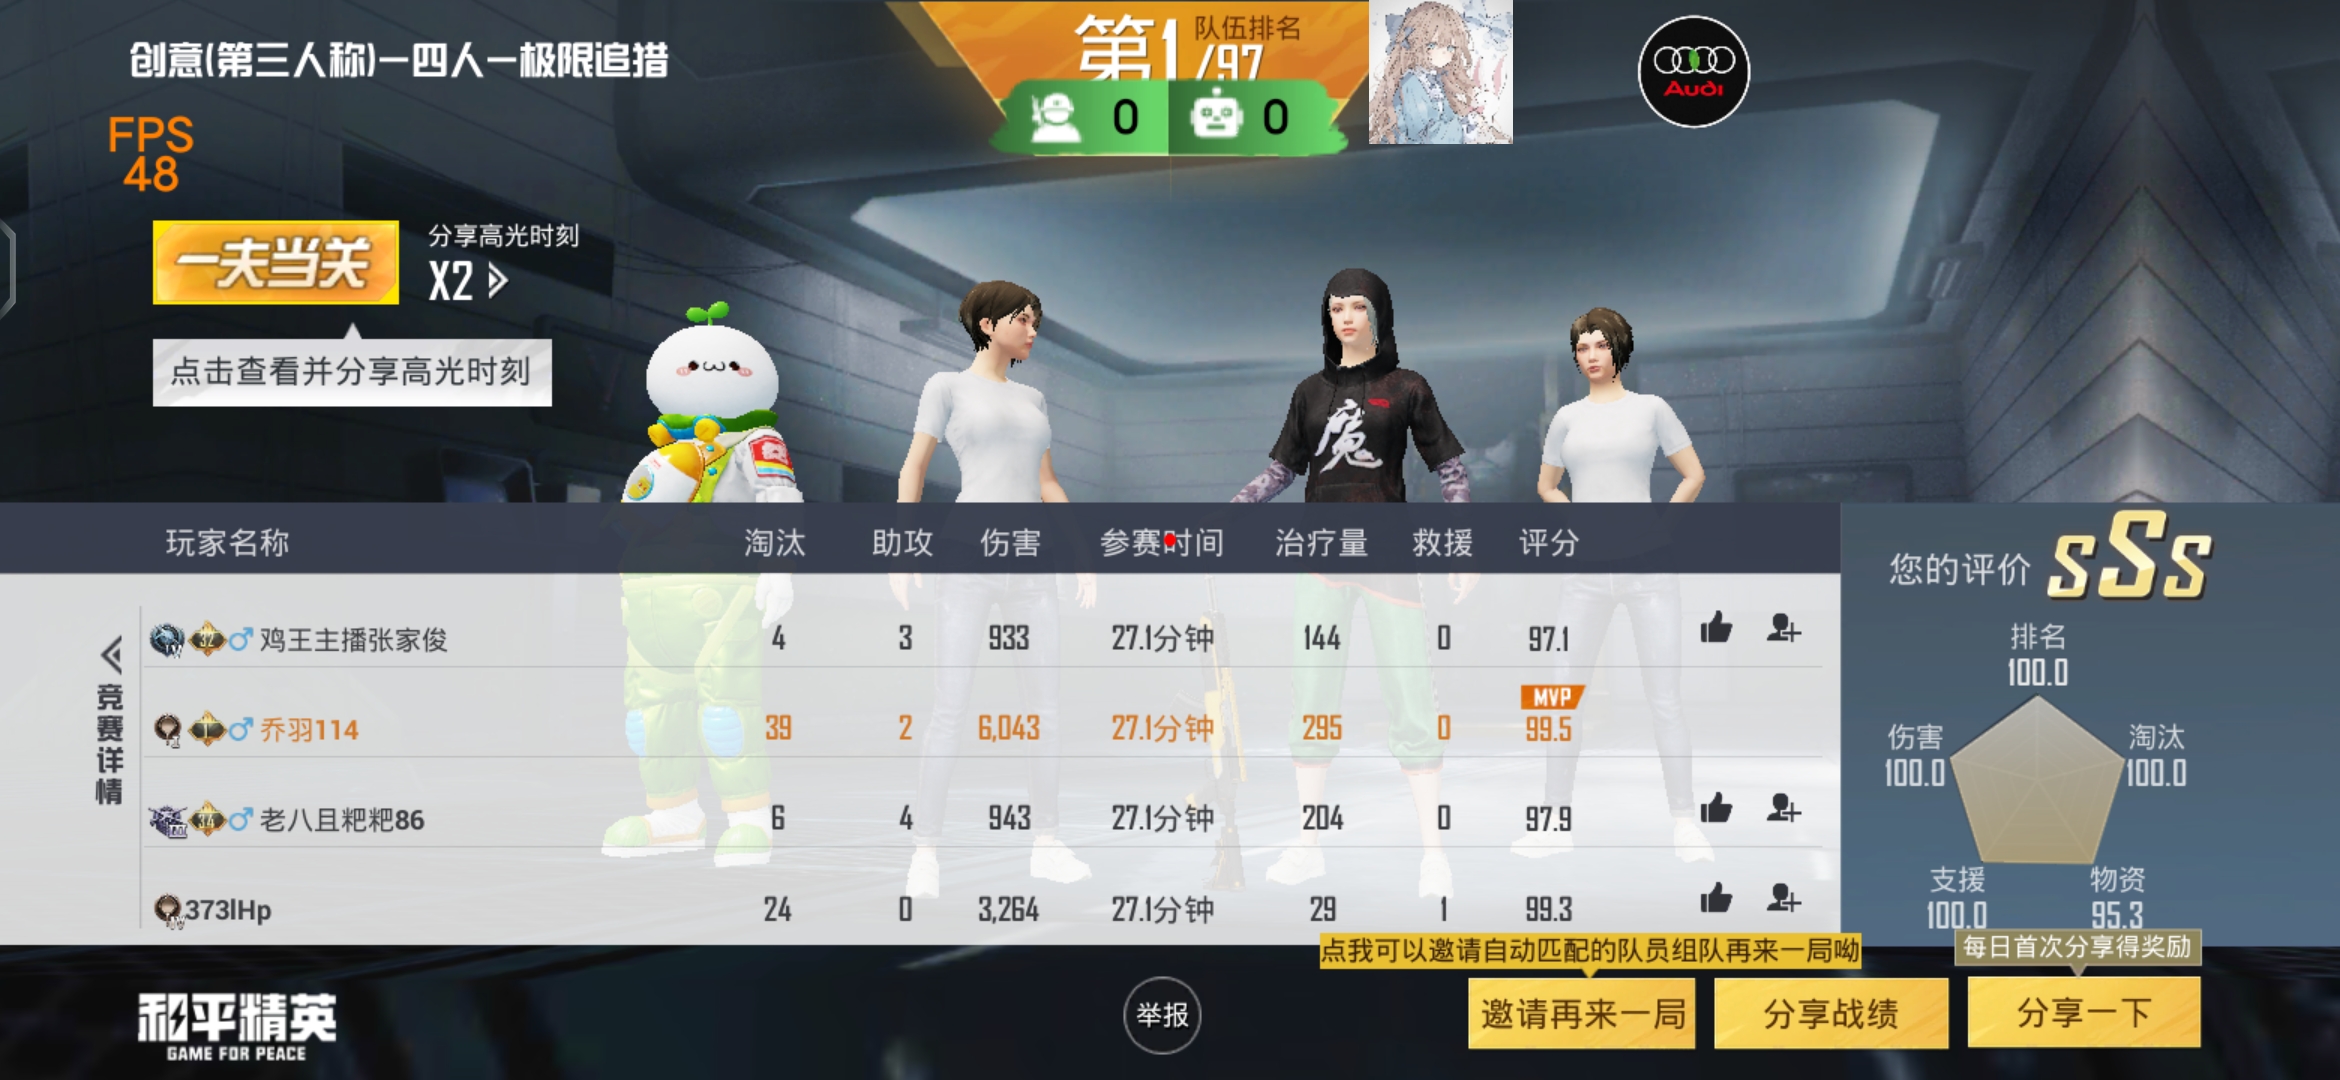 创意(第三人称)—四人—极限追猎
第1/97
队伍排名
0
0
Audi
FPS
48
一夫当关
分享高光时刻
X2
点击查看并分享高光时刻
魔
玩家名称 淘汰 助攻 伤害 参赛时间 治疗量 救援 评分
竞赛详情
32 鸡王主播张家俊 4 3 933 27.1分钟 144 0 97.1
MVP
1 乔羽114 39 2 6,043 27.1分钟 295 0 99.5
34 老八且粑粑86 6 4 943 27.1分钟 204 0 97.9
373lHp 24 0 3,264 27.1分钟 29 1 99.3
您的评价 SSS
排名
100.0
伤害
100.0
淘汰
100.0
支援
100.0
物资
95.3
点我可以邀请自动匹配的队员组队再来一局呦
每日首次分享得奖励
和平精英
GAME FOR PEACE
举报
邀请再来一局
分享战绩
分享一下